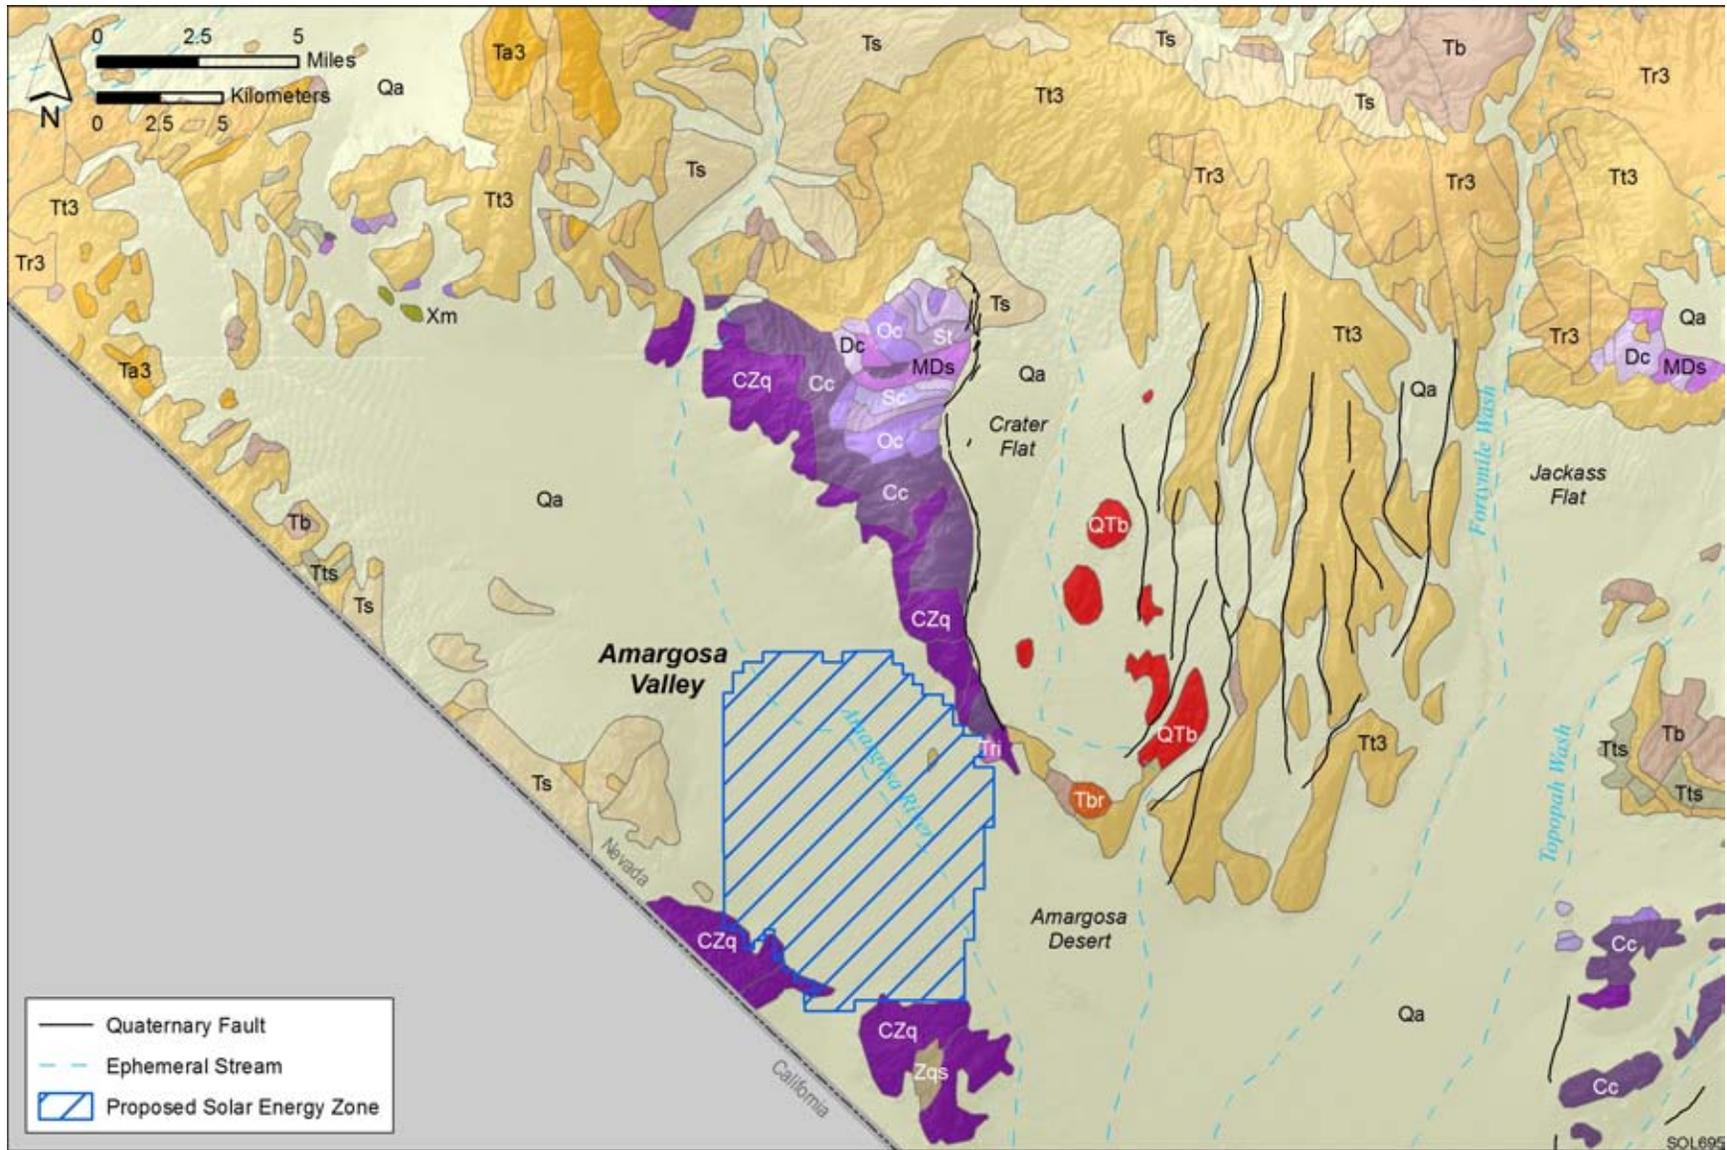 0 2.5 5
Miles
Kilometers
0 2.5 5
N
Qa
Ta3
Ts
Ts
Tb
Tr3
Tt3
Ts
Ts
Tr3
Tr3
Tt3
Tt3
Tt3
Tr3
Xm
Ts
Qa
Oc
St
Dc
MDs
Tt3
Tr3
Dc
MDs
Ta3
CZq
Cc
Sc
Qa
Qa
Crater
Flat
Oc
Fortymile Wash
Jackass
Flat
Qa
Cc
Tb
QTb
Tts
Ts
CZq
Amargosa
Valley
Amargosa River
Tri
QTb
Tt3
Tb
Tts
Tts
Ts
Tbr
Topopah Wash
Nevada
Amargosa
Desert
CZq
Cc
Qa
CZq
Zqs
California
Cc
Quaternary Fault
Ephemeral Stream
Proposed Solar Energy Zone
SOL695